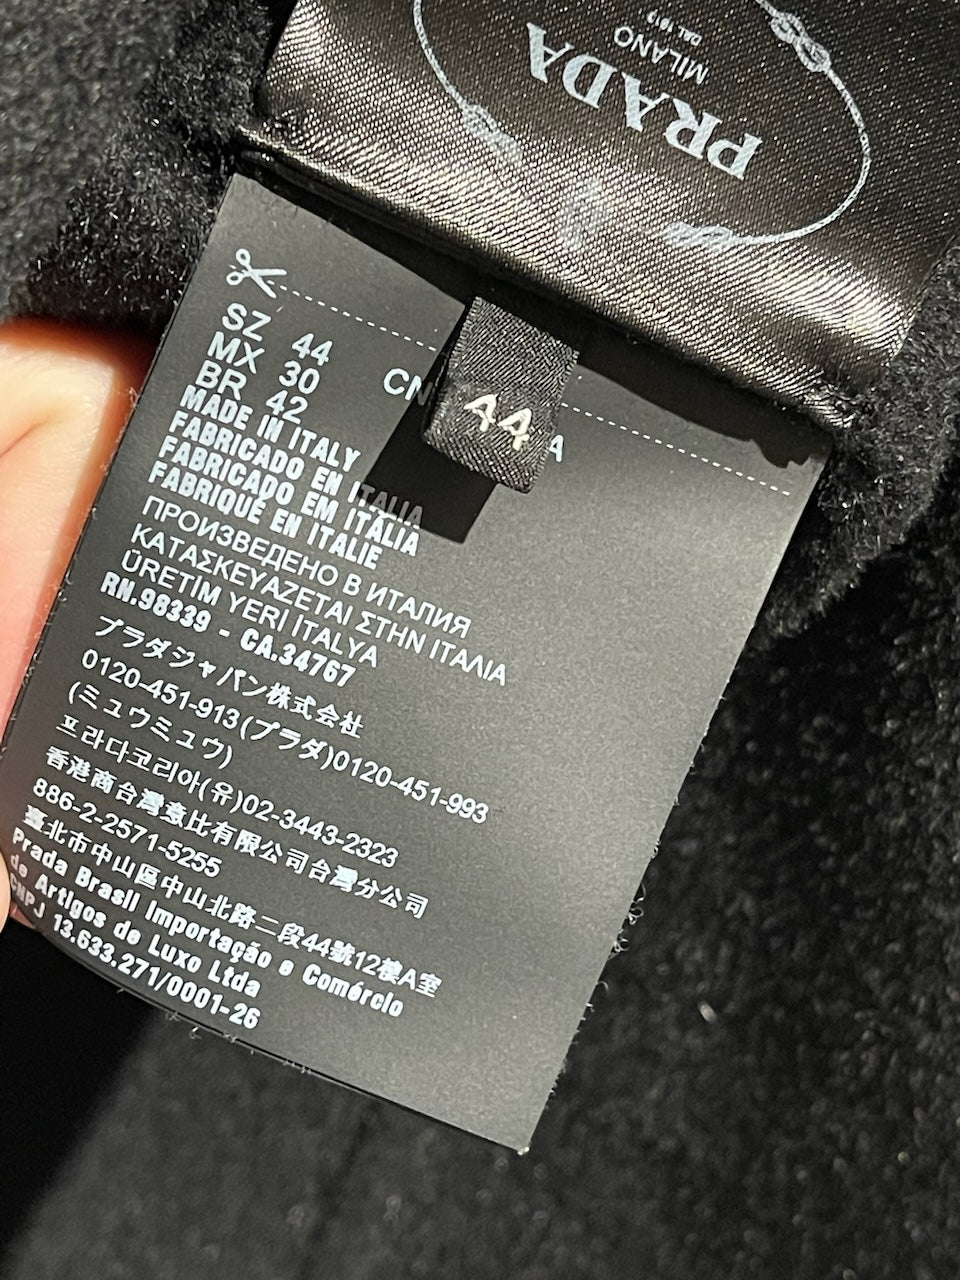 PRADA
MILANO
DAL 1913
44
SZ 44
MX 30 CN
BR 42 A
MADE IN ITALY
FABRICADO EN ITALIA
FABRICADO EM ITÁLIA
FABRIQUÉ EN ITALIE
ПРОИЗВЕДЕНО В ИТАЛИЯ
ΚΑΤΑΣΚΕΥΑΖΕΤΑΙ ΣΤΗΝ ΙΤΑΛΙΑ
ÜRETİM YERİ İTALYA
RN.98339 - CA.34767
プラダジャパン株式会社
0120-451-913(プラダ)0120-451-993
(ミュウミュウ)
프라다코리아(유)02-3443-2323
香港商台灣意比有限公司台灣分公司
886-2-2571-5255
臺北市中山區中山北路二段44號12樓A室
Prada Brasil Importação e Comércio
de Artigos de Luxo Ltda
CNPJ 13.633.271/0001-26